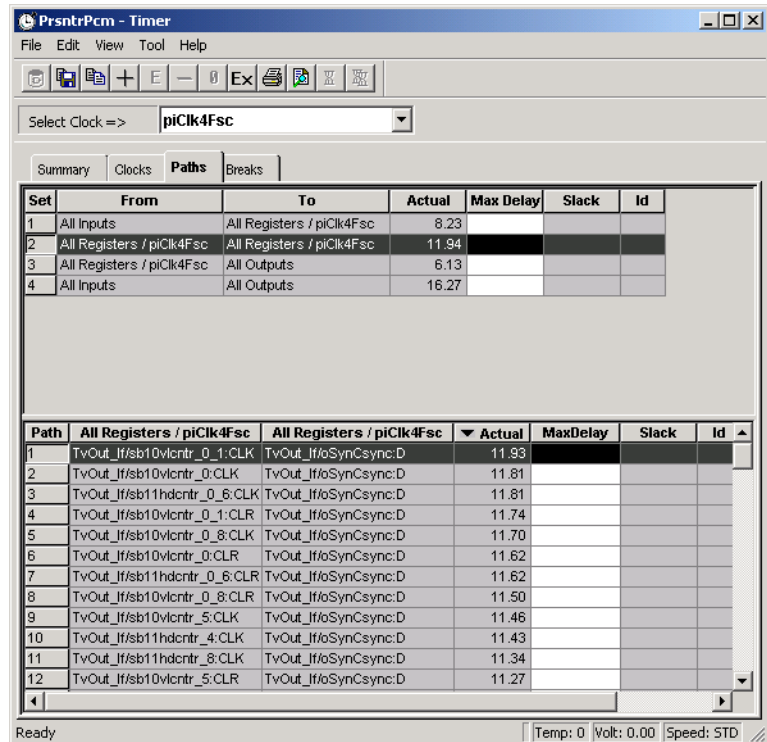 PrsntrPcm - Timer
File Edit View Tool Help
E Ex
Select Clock => piClk4Fsc
Summary Clocks Paths Breaks
Set From To Actual Max Delay Slack Id
1 All Inputs All Registers / piClk4Fsc 8.23
2 All Registers / piClk4Fsc All Registers / piClk4Fsc 11.94
3 All Registers / piClk4Fsc All Outputs 6.13
4 All Inputs All Outputs 16.27
Path All Registers / piClk4Fsc All Registers / piClk4Fsc Actual MaxDelay Slack Id
1 TvOut_If/sb10vlcntr_0_1:CLK TvOut_If/oSynCsync:D 11.93
2 TvOut_If/sb10vlcntr_0:CLK TvOut_If/oSynCsync:D 11.81
3 TvOut_If/sb11hdcntr_0_6:CLK TvOut_If/oSynCsync:D 11.81
4 TvOut_If/sb10vlcntr_0_1:CLR TvOut_If/oSynCsync:D 11.74
5 TvOut_If/sb10vlcntr_0_8:CLK TvOut_If/oSynCsync:D 11.70
6 TvOut_If/sb10vlcntr_0:CLR TvOut_If/oSynCsync:D 11.62
7 TvOut_If/sb11hdcntr_0_6:CLR TvOut_If/oSynCsync:D 11.62
8 TvOut_If/sb10vlcntr_0_8:CLR TvOut_If/oSynCsync:D 11.50
9 TvOut_If/sb10vlcntr_5:CLK TvOut_If/oSynCsync:D 11.46
10 TvOut_If/sb11hdcntr_4:CLK TvOut_If/oSynCsync:D 11.43
11 TvOut_If/sb11hdcntr_8:CLK TvOut_If/oSynCsync:D 11.34
12 TvOut_If/sb10vlcntr_5:CLR TvOut_If/oSynCsync:D 11.27
Ready Temp: 0 Volt: 0.00 Speed: STD